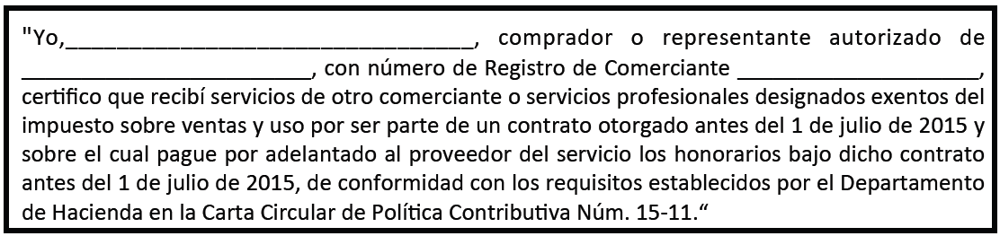 "Yo,__________________________________, comprador o representante autorizado de
________________________, con número de Registro de Comerciante ____________________,
certifico que recibí servicios de otro comerciante o servicios profesionales designados exentos del
impuesto sobre ventas y uso por ser parte de un contrato otorgado antes del 1 de julio de 2015 y
sobre el cual pague por adelantado al proveedor del servicio los honorarios bajo dicho contrato
antes del 1 de julio de 2015, de conformidad con los requisitos establecidos por el Departamento
de Hacienda en la Carta Circular de Política Contributiva Núm. 15-11.“